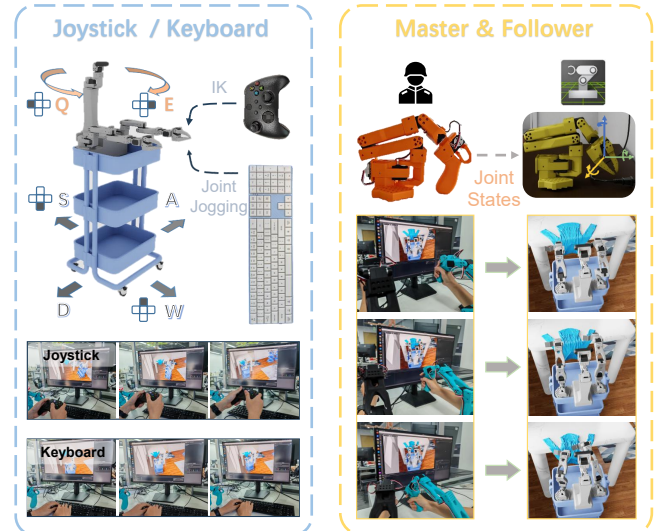 Joystick / Keyboard
Q
E
IK
S
A
Joint
Jogging
D
W
Joystick
Keyboard
Master & Follower
Joint
States